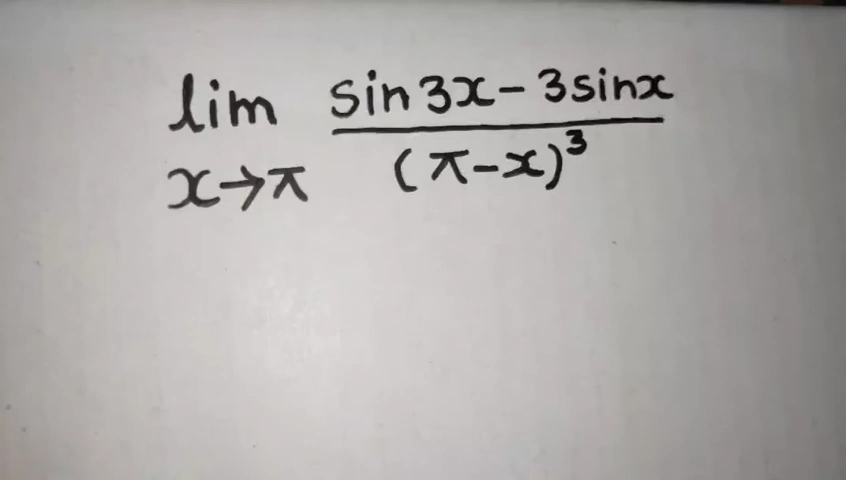 lim sin3x - 3sinx
x→π (π-x)³